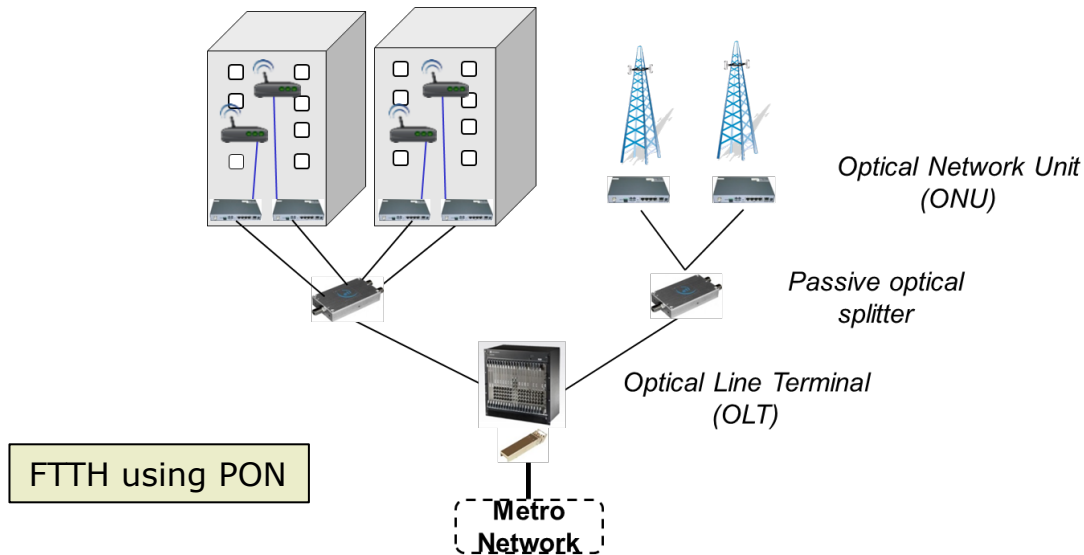 Optical Network Unit
(ONU)
Passive optical
splitter
Optical Line Terminal
(OLT)
FTTH using PON
Metro
Network